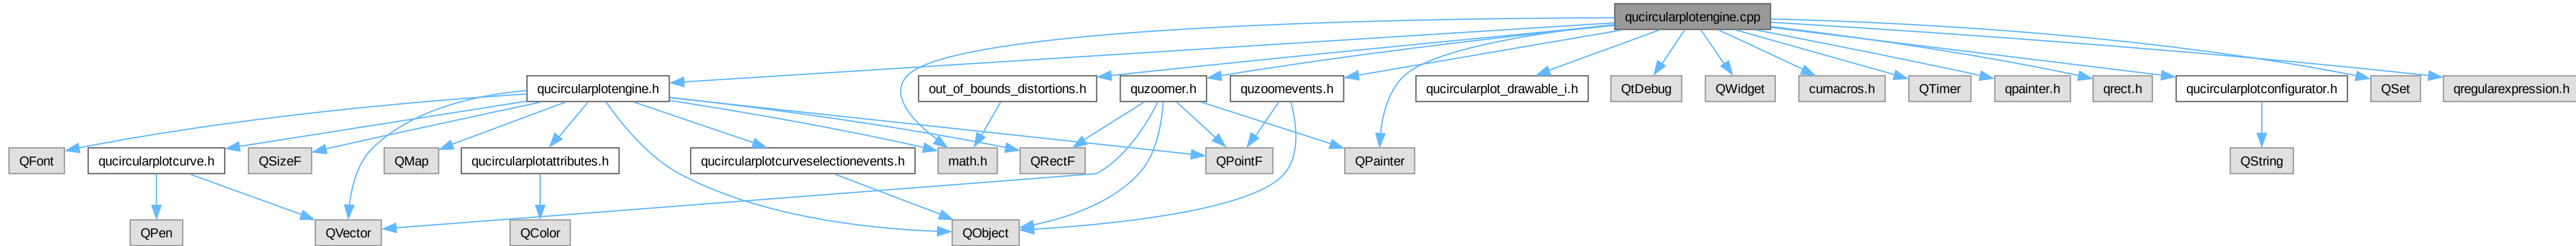 qucircularplotengine.cpp
qucircularplotengine.h
out_of_bounds_distortions.h
quzoomer.h
quzoomevents.h
qucircularplot_drawable_i.h
QtDebug
QWidget
cumacros.h
QTimer
qpainter.h
qrect.h
qucircularplotconfigurator.h
QSet
qregularexpression.h
QFont
qucircularplotcurve.h
QSizeF
QMap
qucircularplotattributes.h
qucircularplotcurveselectionevents.h
math.h
QRectF
QPointF
QPainter
QString
QPen
QVector
QColor
QObject